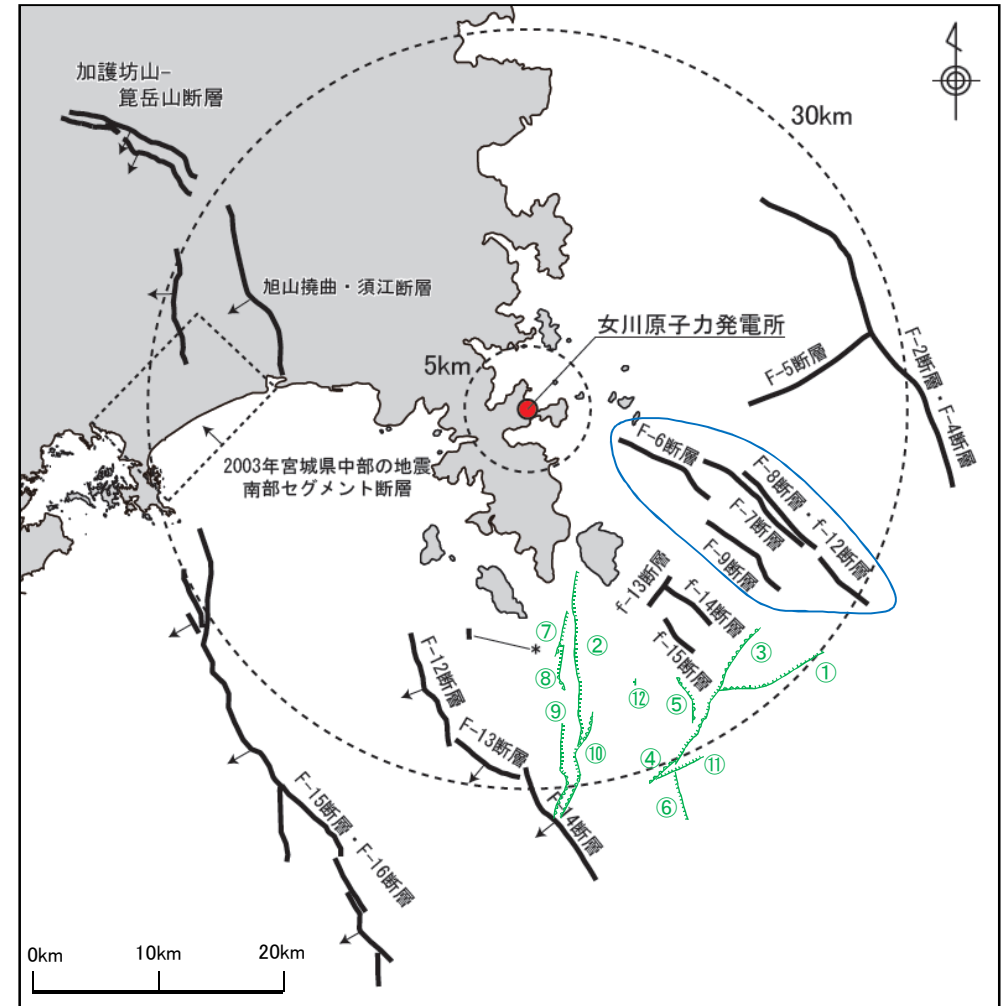 加護坊山-
箆岳山断層
30km
旭山撓曲・須江断層
女川原子力発電所
5km
F-5断層
F-2断層・F-4断層
2003年宮城県中部の地震
南部セグメント断層
F-6断層
F-8断層・f-12断層
F-7断層
F-9断層
f-13断層
f-14断層
f-15断層
⑦
②
*
⑧
③
①
⑫
⑤
⑨
⑩
④
⑪
⑥
F-12断層
F-13断層
F-14断層
F-15断層・F-16断層
0km
10km
20km